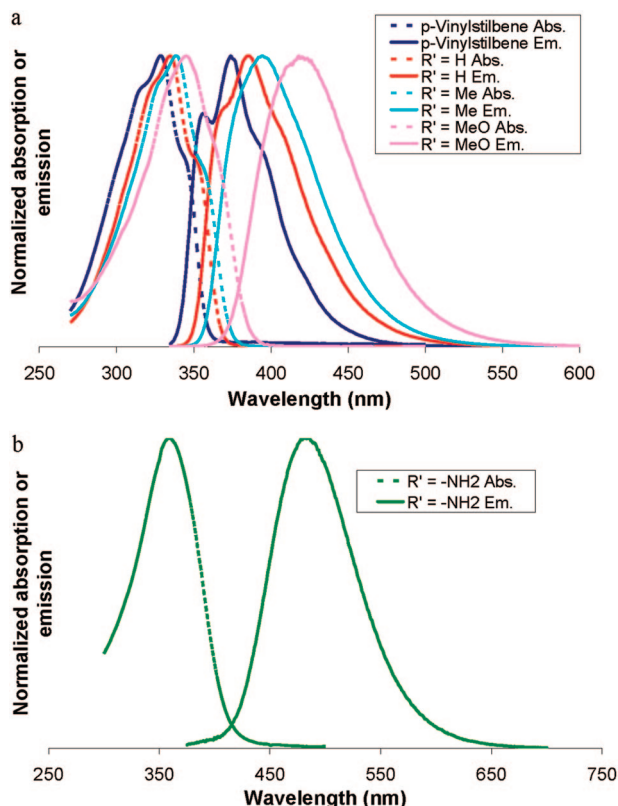 a
Normalized absorption or
emission
p-Vinylstilbene Abs.
p-Vinylstilbene Em.
R' = H Abs.
R' = H Em.
R' = Me Abs.
R' = Me Em.
R' = MeO Abs.
R' = MeO Em.
250 300 350 400 450 500 550 600
Wavelength (nm)
b
Normalized absorption or
emission
R' = -NH2 Abs.
R' = -NH2 Em.
250 350 450 550 650 750
Wavelength (nm)